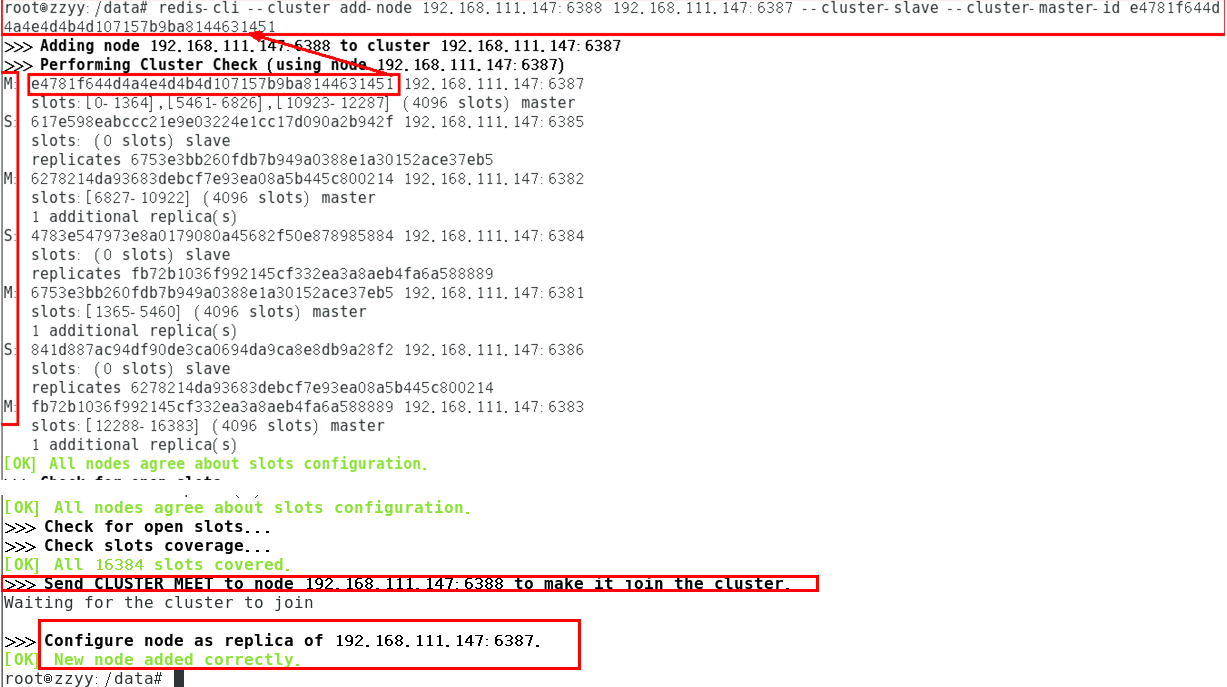 root@zzyy:/data# redis-cli --cluster add-node 192.168.111.147:6388 192.168.111.147:6387 --cluster-slave --cluster-master-id e4781f644d
4a4e4d4b4d107157b9ba8144631451
>>> Adding node 192.168.111.147:6388 to cluster 192.168.111.147:6387
>>> Performing Cluster Check (using node 192.168.111.147:6387)
M: e4781f644d4a4e4d4b4d107157b9ba8144631451 192.168.111.147:6387
slots:[0-1364],[5461-6826],[10923-12287] (4096 slots) master
S: 617e598eabccc21e9e03224e1cc17d090a2b942f 192.168.111.147:6385
slots: (0 slots) slave
replicates 6753e3bb260fdb7b949a0388e1a30152ace37eb5
M: 6278214da93683debcf7e93ea08a5b445c800214 192.168.111.147:6382
slots:[6827-10922] (4096 slots) master
1 additional replica(s)
S: 4783e547973e8a0179080a45682f50e878985884 192.168.111.147:6384
slots: (0 slots) slave
replicates fb72b1036f992145cf332ea3a8aeb4fa6a588889
M: 6753e3bb260fdb7b949a0388e1a30152ace37eb5 192.168.111.147:6381
slots:[1365-5460] (4096 slots) master
1 additional replica(s)
S: 841d887ac94df90de3ca0694da9ca8e8db9a28f2 192.168.111.147:6386
slots: (0 slots) slave
replicates 6278214da93683debcf7e93ea08a5b445c800214
M: fb72b1036f992145cf332ea3a8aeb4fa6a588889 192.168.111.147:6383
slots:[12288-16383] (4096 slots) master
1 additional replica(s)
[OK] All nodes agree about slots configuration.
>>> Check for open slots
[OK] All nodes agree about slots configuration.
>>> Check for open slots...
>>> Check slots coverage...
[OK] All 16384 slots covered.
>>> Send CLUSTER MEET to node 192.168.111.147:6388 to make it join the cluster.
Waiting for the cluster to join
>>> Configure node as replica of 192.168.111.147:6387.
[OK] New node added correctly.
root@zzyy:/data#